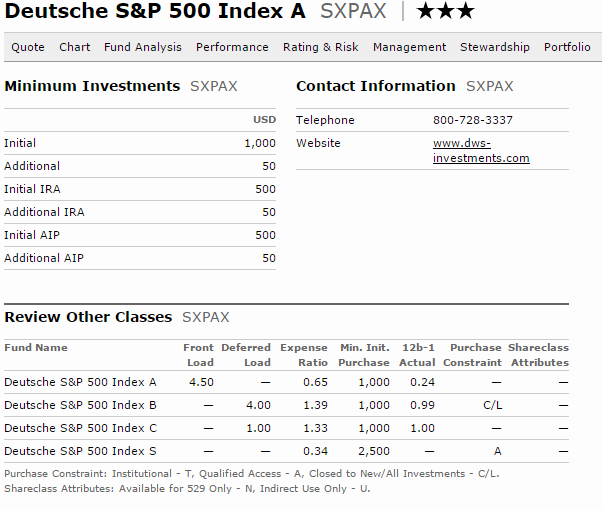 Deutsche S&P 500 Index A SXPAX | ★★★
Quote Chart Fund Analysis Performance Rating & Risk Management Stewardship Portfolio
Minimum Investments SXPAX
USD
Initial 1,000
Additional 50
Initial IRA 500
Additional IRA 50
Initial AIP 500
Additional AIP 50
Contact Information SXPAX
Telephone 800-728-3337
Website www.dws-
investments.com
Review Other Classes SXPAX
Fund Name Front Deferred Expense Min. Init. 12b-1 Purchase Shareclass
Load Load Ratio Purchase Actual Constraint Attributes
Deutsche S&P 500 Index A 4.50 — 0.65 1,000 0.24 — —
Deutsche S&P 500 Index B — 4.00 1.39 1,000 0.99 C/L —
Deutsche S&P 500 Index C — 1.00 1.33 1,000 1.00 — —
Deutsche S&P 500 Index S — — 0.34 2,500 — A —
Purchase Constraint: Institutional - T, Qualified Access - A, Closed to New/All Investments - C/L.
Shareclass Attributes: Available for 529 Only - N, Indirect Use Only - U.